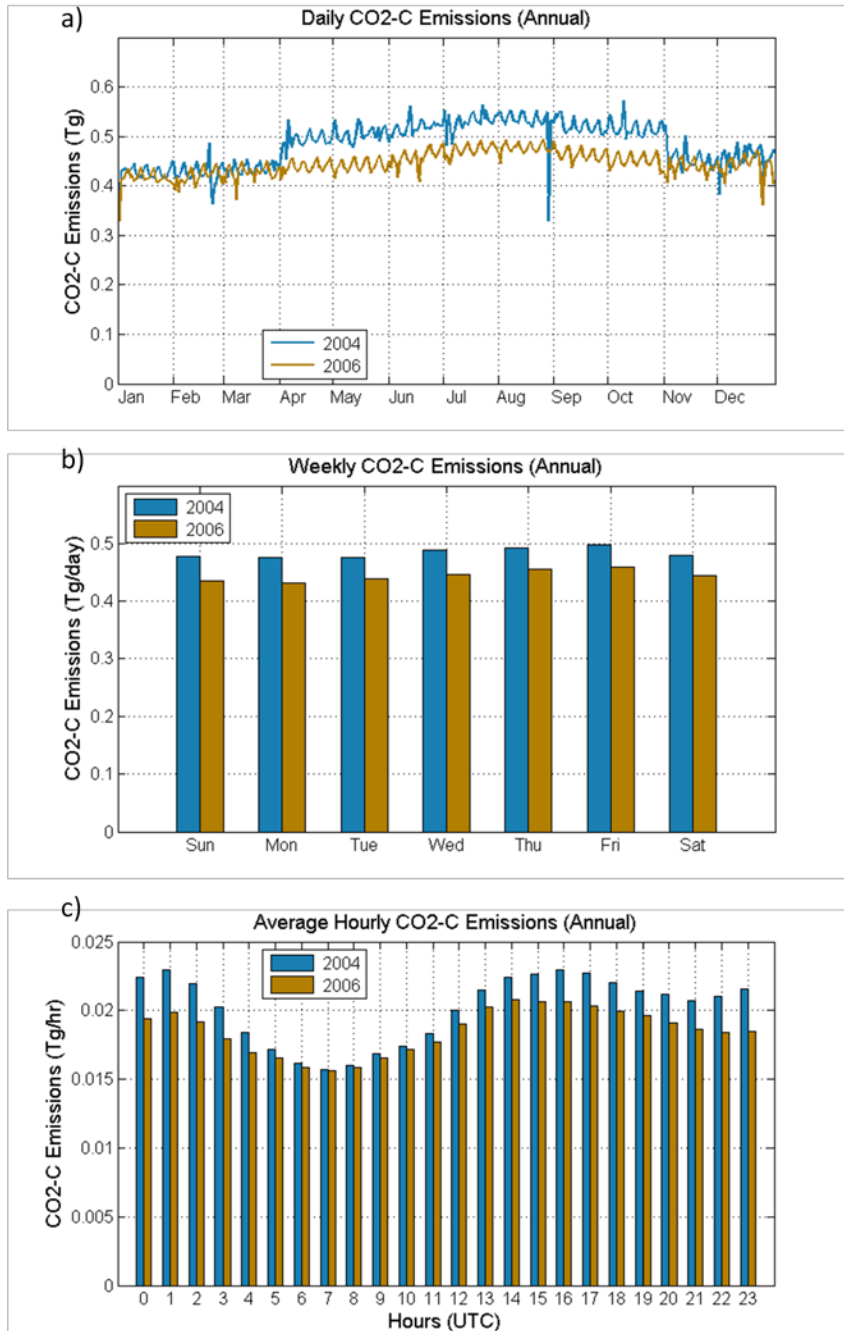 a)
Daily CO2-C Emissions (Annual)
CO2-C Emissions (Tg)
0.6
0.5
0.4
0.3
0.2
0.1
0
2004
2006
Jan Feb Mar Apr May Jun Jul Aug Sep Oct Nov Dec
b)
Weekly CO2-C Emissions (Annual)
CO2-C Emissions (Tg/day)
2004
2006
0.5
0.4
0.3
0.2
0.1
0
Sun Mon Tue Wed Thu Fri Sat
c)
Average Hourly CO2-C Emissions (Annual)
CO2-C Emissions (Tg/hr)
0.025
2004
2006
0.02
0.015
0.01
0.005
0
0 1 2 3 4 5 6 7 8 9 10 11 12 13 14 15 16 17 18 19 20 21 22 23
Hours (UTC)